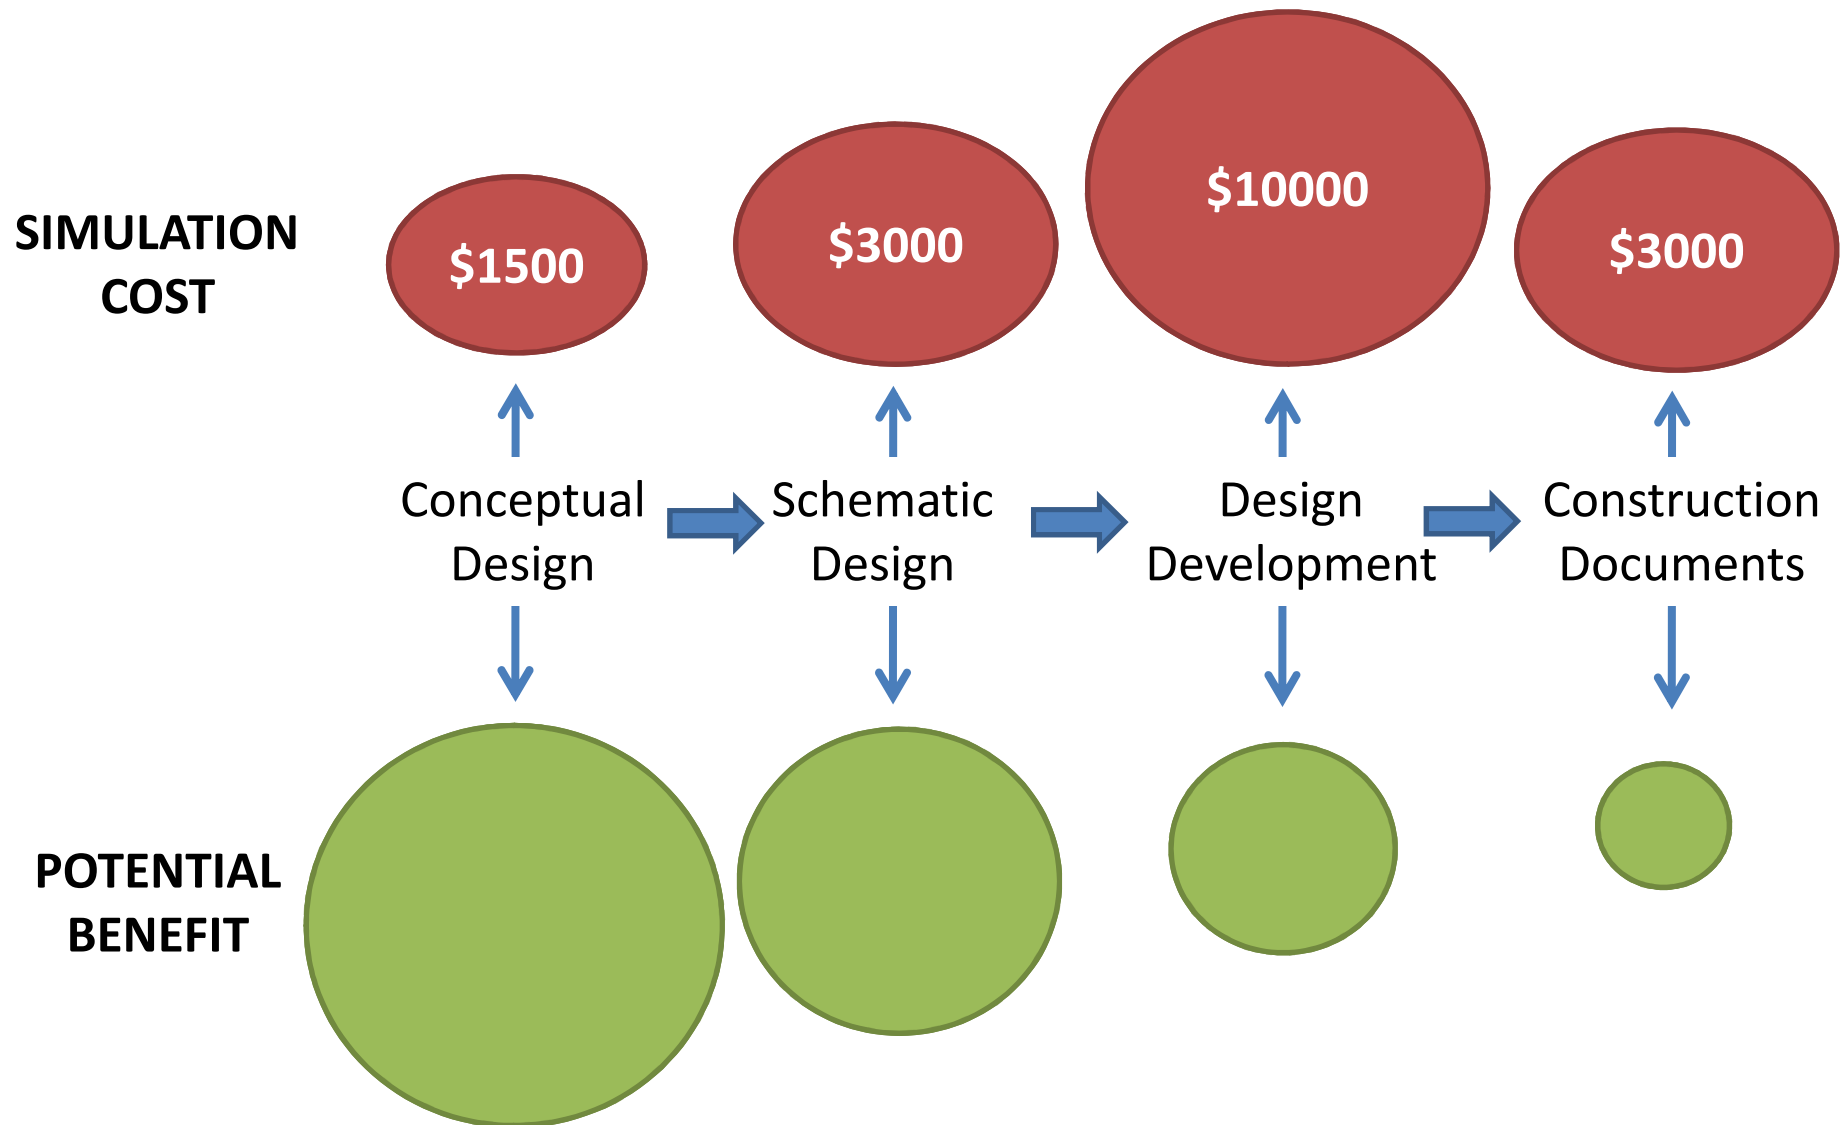 SIMULATION
COST
$1500
$3000
$10000
$3000
Conceptual
Design
Schematic
Design
Design
Development
Construction
Documents
POTENTIAL
BENEFIT